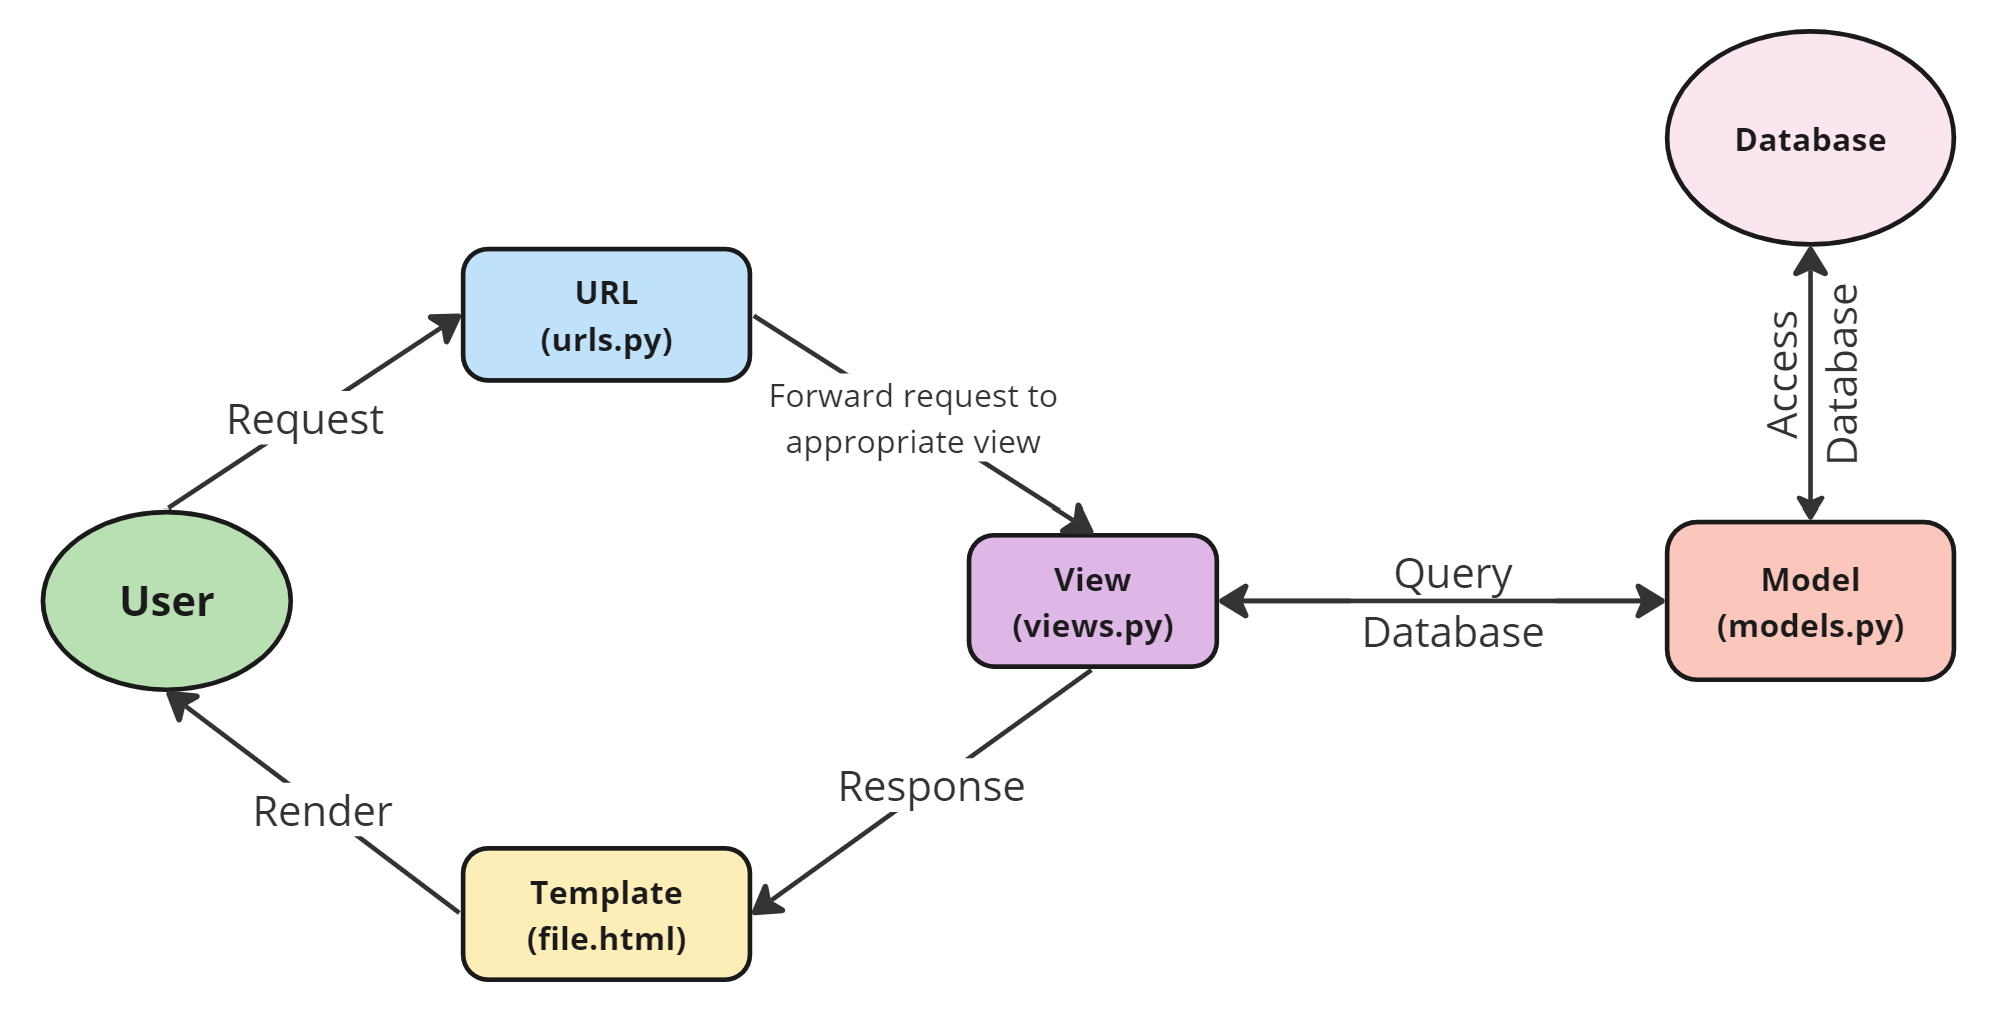 Database
URL
(urls.py)
Access
Database
Request
Forward request to
appropriate view
User
View
(views.py)
Query
Database
Model
(models.py)
Response
Render
Template
(file.html)